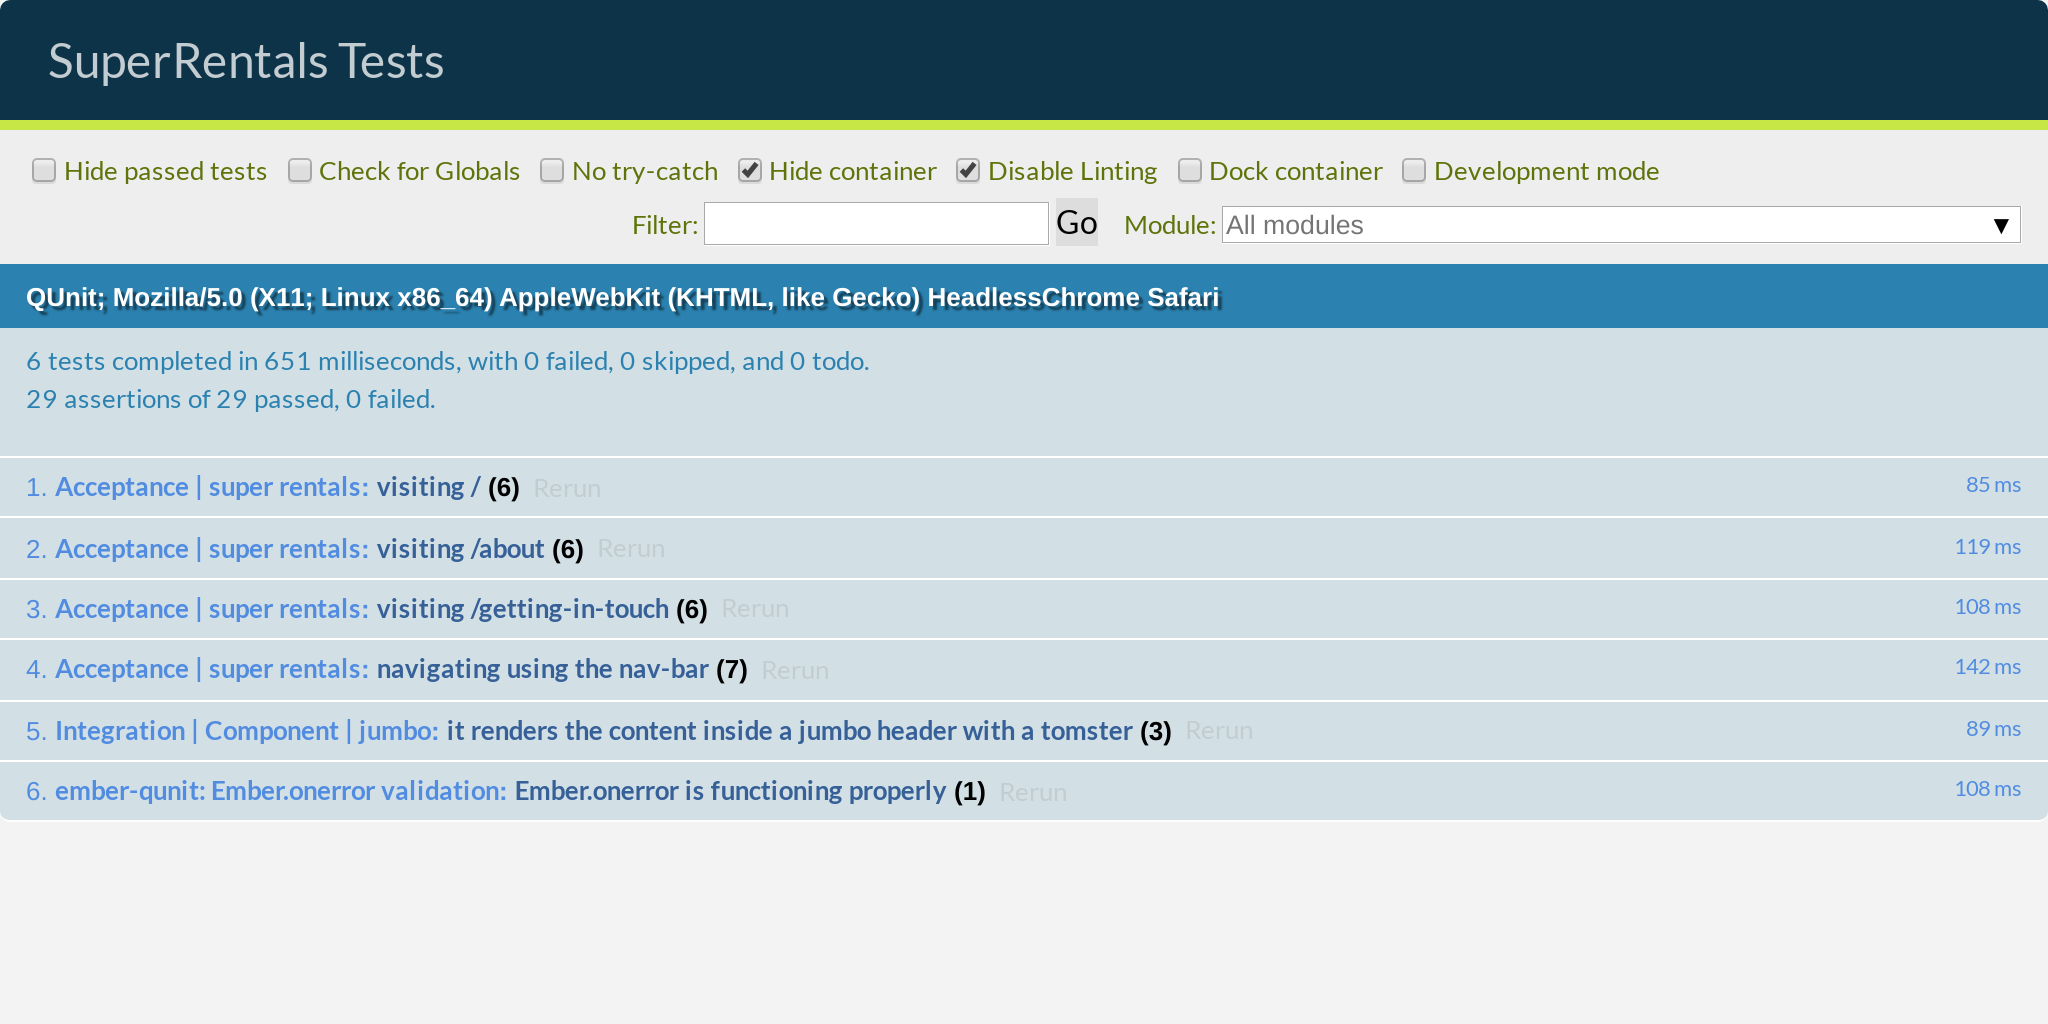 SuperRentals Tests
Hide passed tests Check for Globals No try-catch Hide container Disable Linting Dock container Development mode
Filter: Go Module: All modules ▼
QUnit; Mozilla/5.0 (X11; Linux x86_64) AppleWebKit (KHTML, like Gecko) HeadlessChrome Safari
6 tests completed in 651 milliseconds, with 0 failed, 0 skipped, and 0 todo.
29 assertions of 29 passed, 0 failed.
1. Acceptance | super rentals: visiting / (6) Rerun 85 ms
2. Acceptance | super rentals: visiting /about (6) Rerun 119 ms
3. Acceptance | super rentals: visiting /getting-in-touch (6) Rerun 108 ms
4. Acceptance | super rentals: navigating using the nav-bar (7) Rerun 142 ms
5. Integration | Component | jumbo: it renders the content inside a jumbo header with a tomster (3) Rerun 89 ms
6. ember-qunit: Ember.onerror validation: Ember.onerror is functioning properly (1) Rerun 108 ms